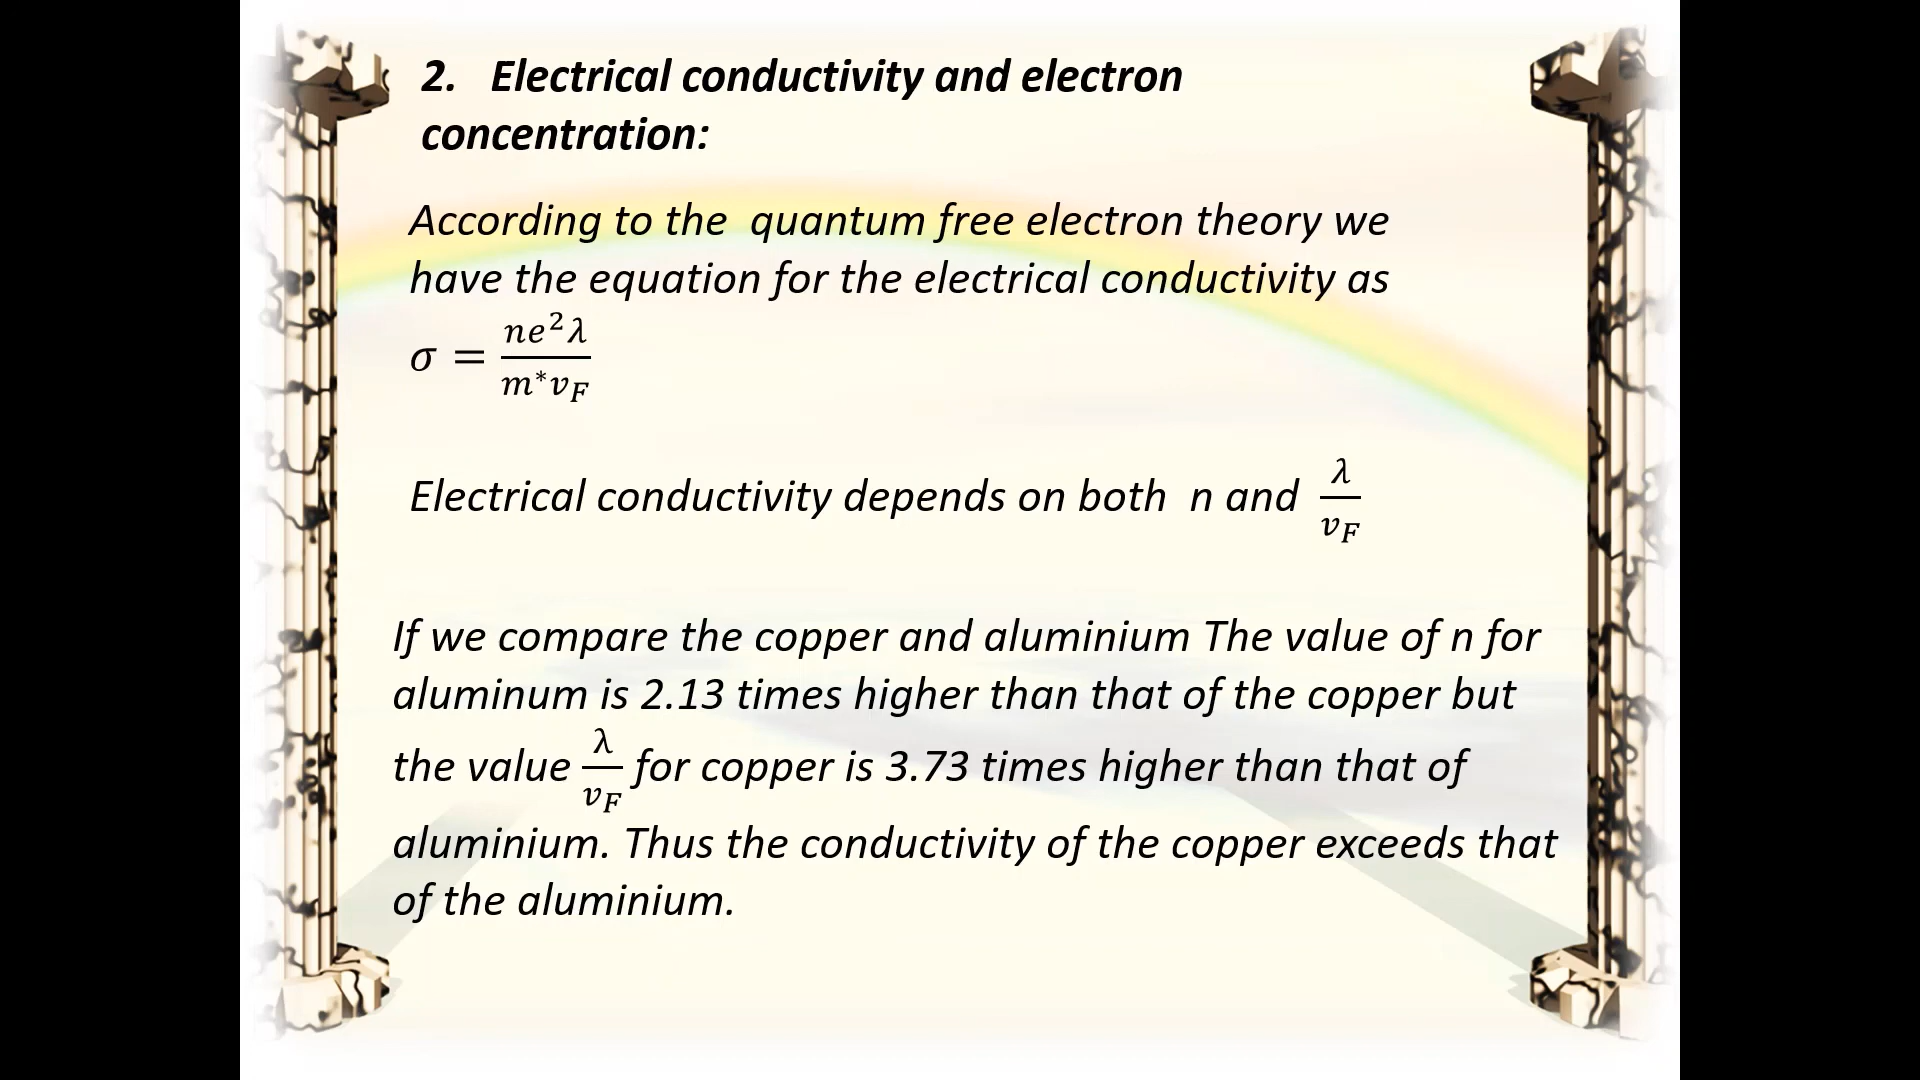 2. Electrical conductivity and electron
concentration:
According to the quantum free electron theory we
have the equation for the electrical conductivity as
σ = ne²λ / m*v_F
Electrical conductivity depends on both n and λ / v_F
If we compare the copper and aluminium The value of n for
aluminum is 2.13 times higher than that of the copper but
the value λ / v_F for copper is 3.73 times higher than that of
aluminium. Thus the conductivity of the copper exceeds that
of the aluminium.